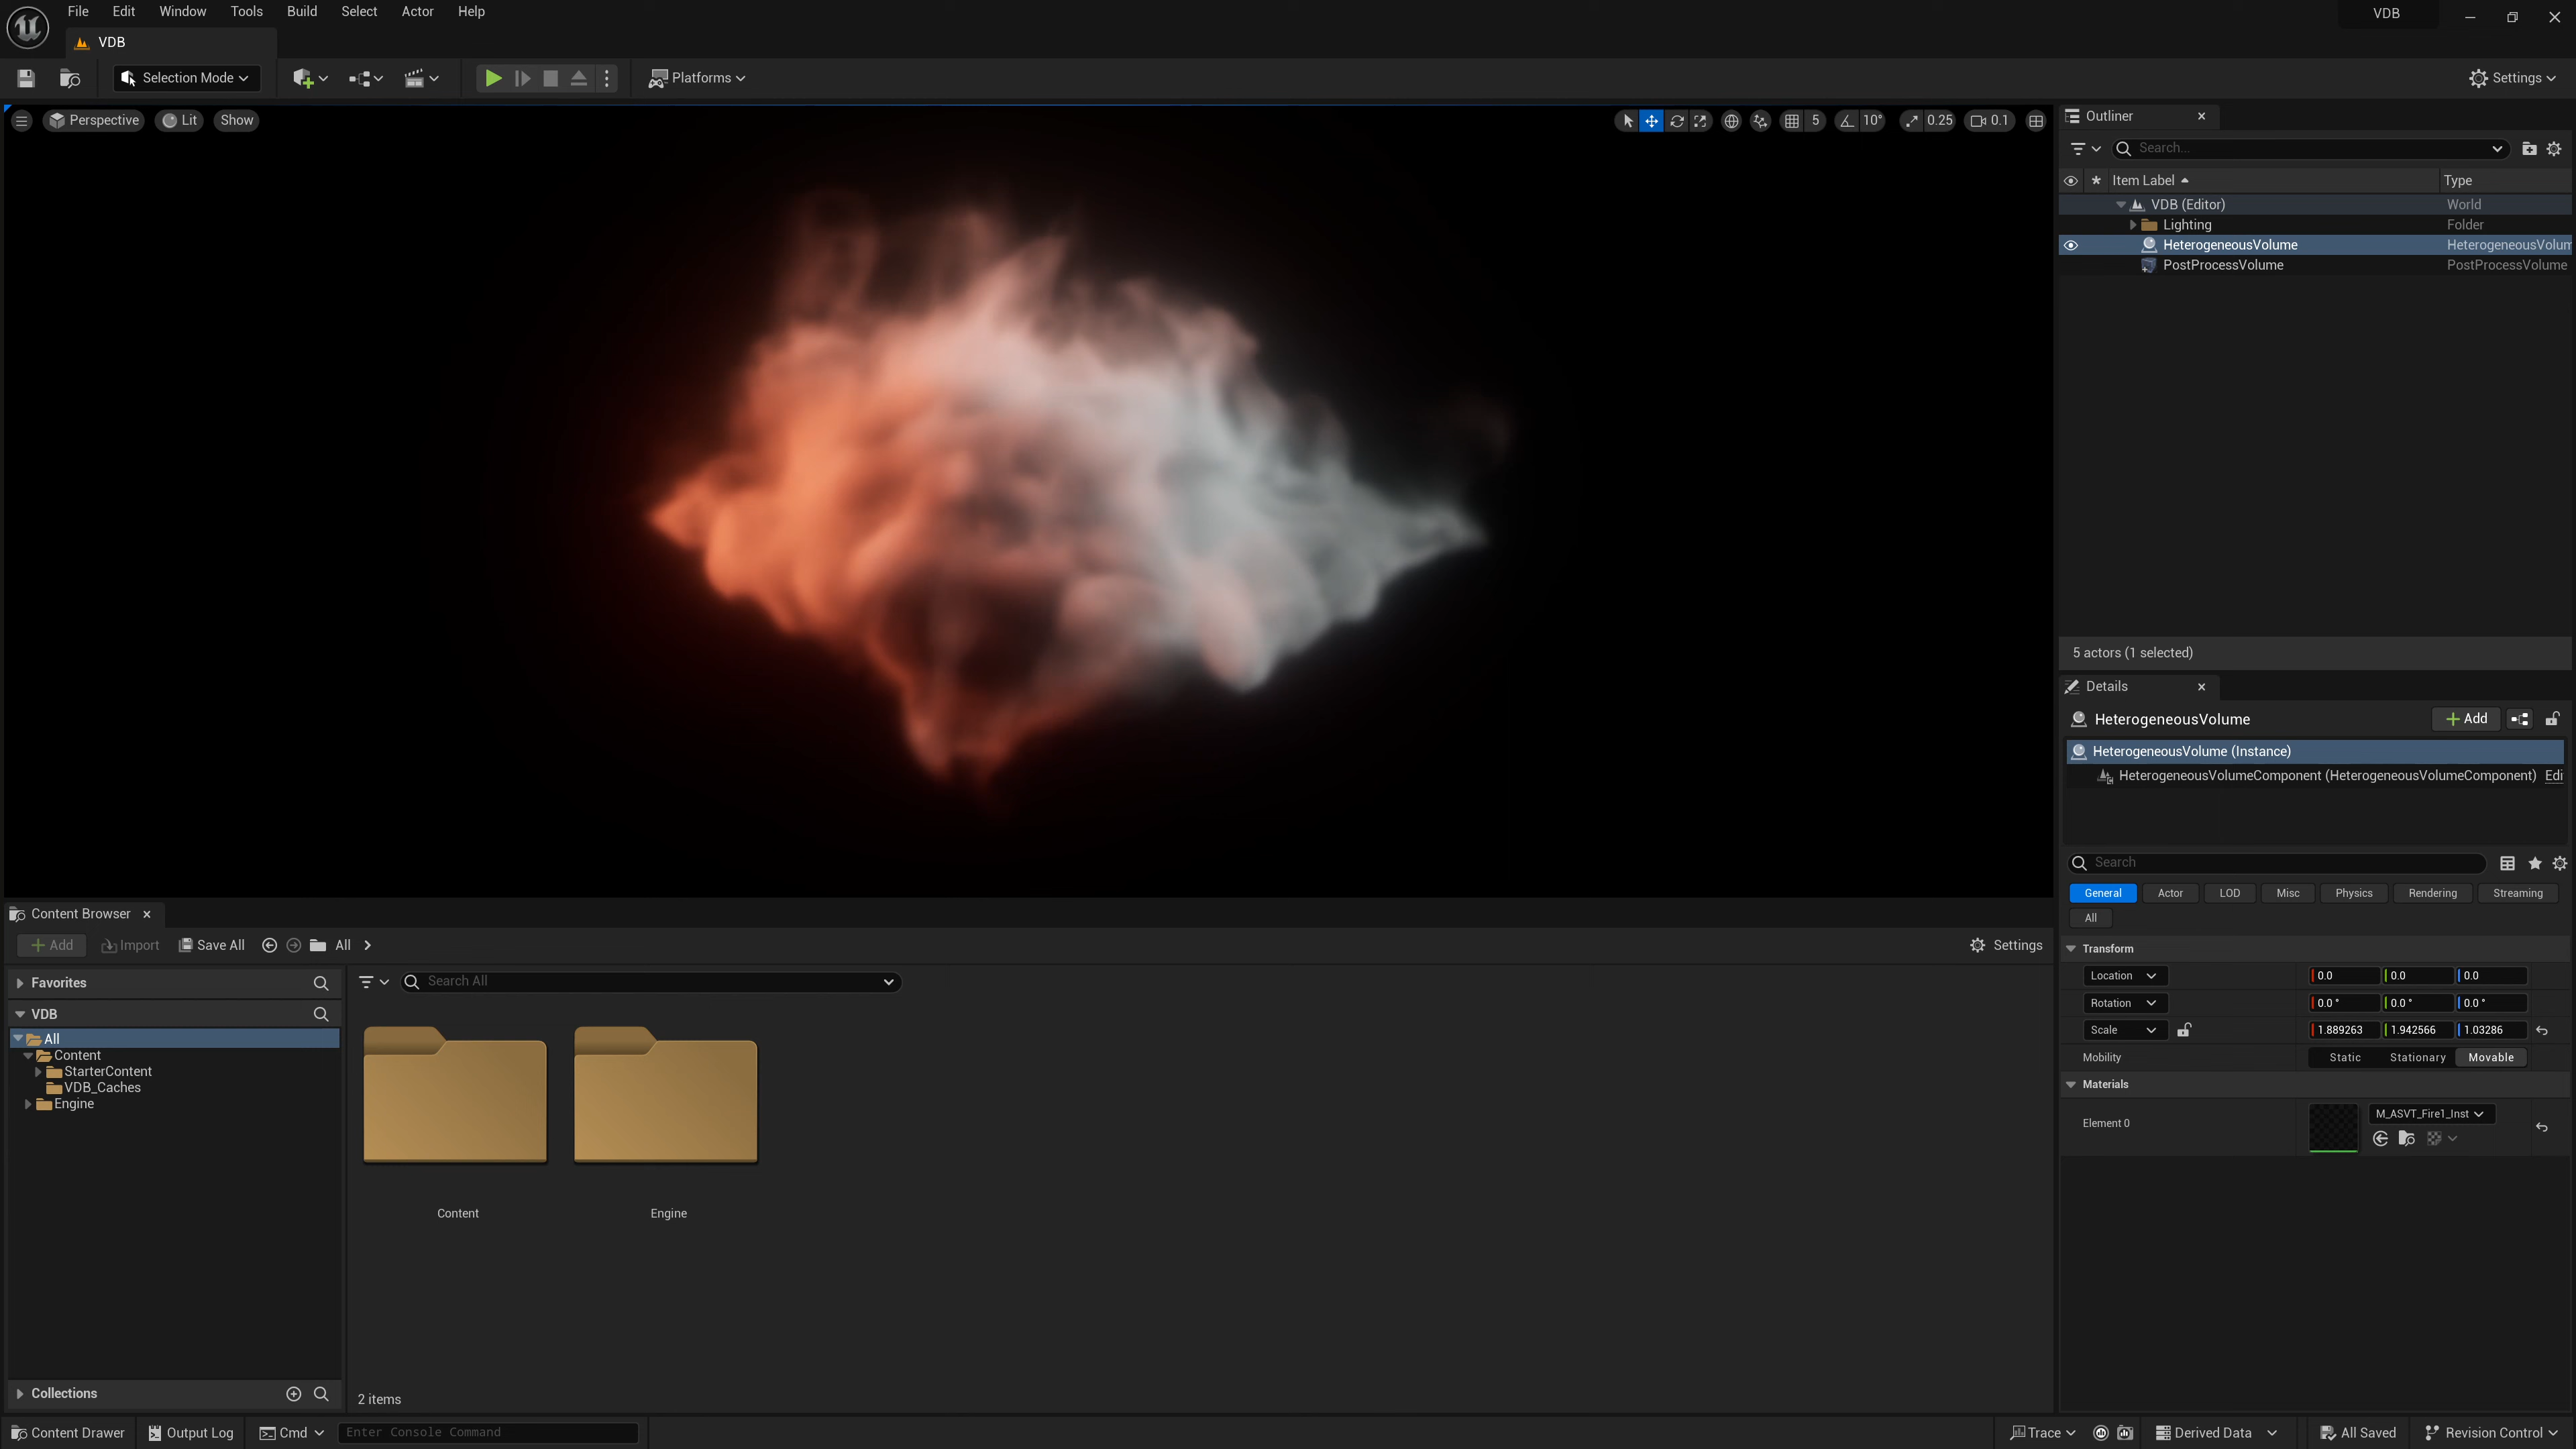 File Edit Window Tools Build Select Actor Help
VDB
VDB
Selection Mode
Platforms
Settings
Perspective Lit Show
5 10° 0.25 0.1
Outliner
Search...
Item Label Type
VDB (Editor) World
Lighting Folder
HeterogeneousVolume HeterogeneousVolum
PostProcessVolume PostProcessVolume
5 actors (1 selected)
Details
HeterogeneousVolume
Add
HeterogeneousVolume (Instance)
HeterogeneousVolumeComponent (HeterogeneousVolumeComponent) Edi
Search
General Actor LOD Misc Physics Rendering Streaming
All
Transform
Location 0.0 0.0 0.0
Rotation 0.0 ° 0.0 ° 0.0 °
Scale 1.889263 1.942566 1.03286
Mobility Static Stationary Movable
Materials
Element 0
M_ASVT_Fire1_Inst
Content Browser
Add Import Save All All
Settings
Favorites
Search All
VDB
All
Content
StarterContent
VDB_Caches
Engine
Content Engine
Collections
2 items
Content Drawer Output Log Cmd Enter Console Command
Trace Derived Data All Saved Revision Control